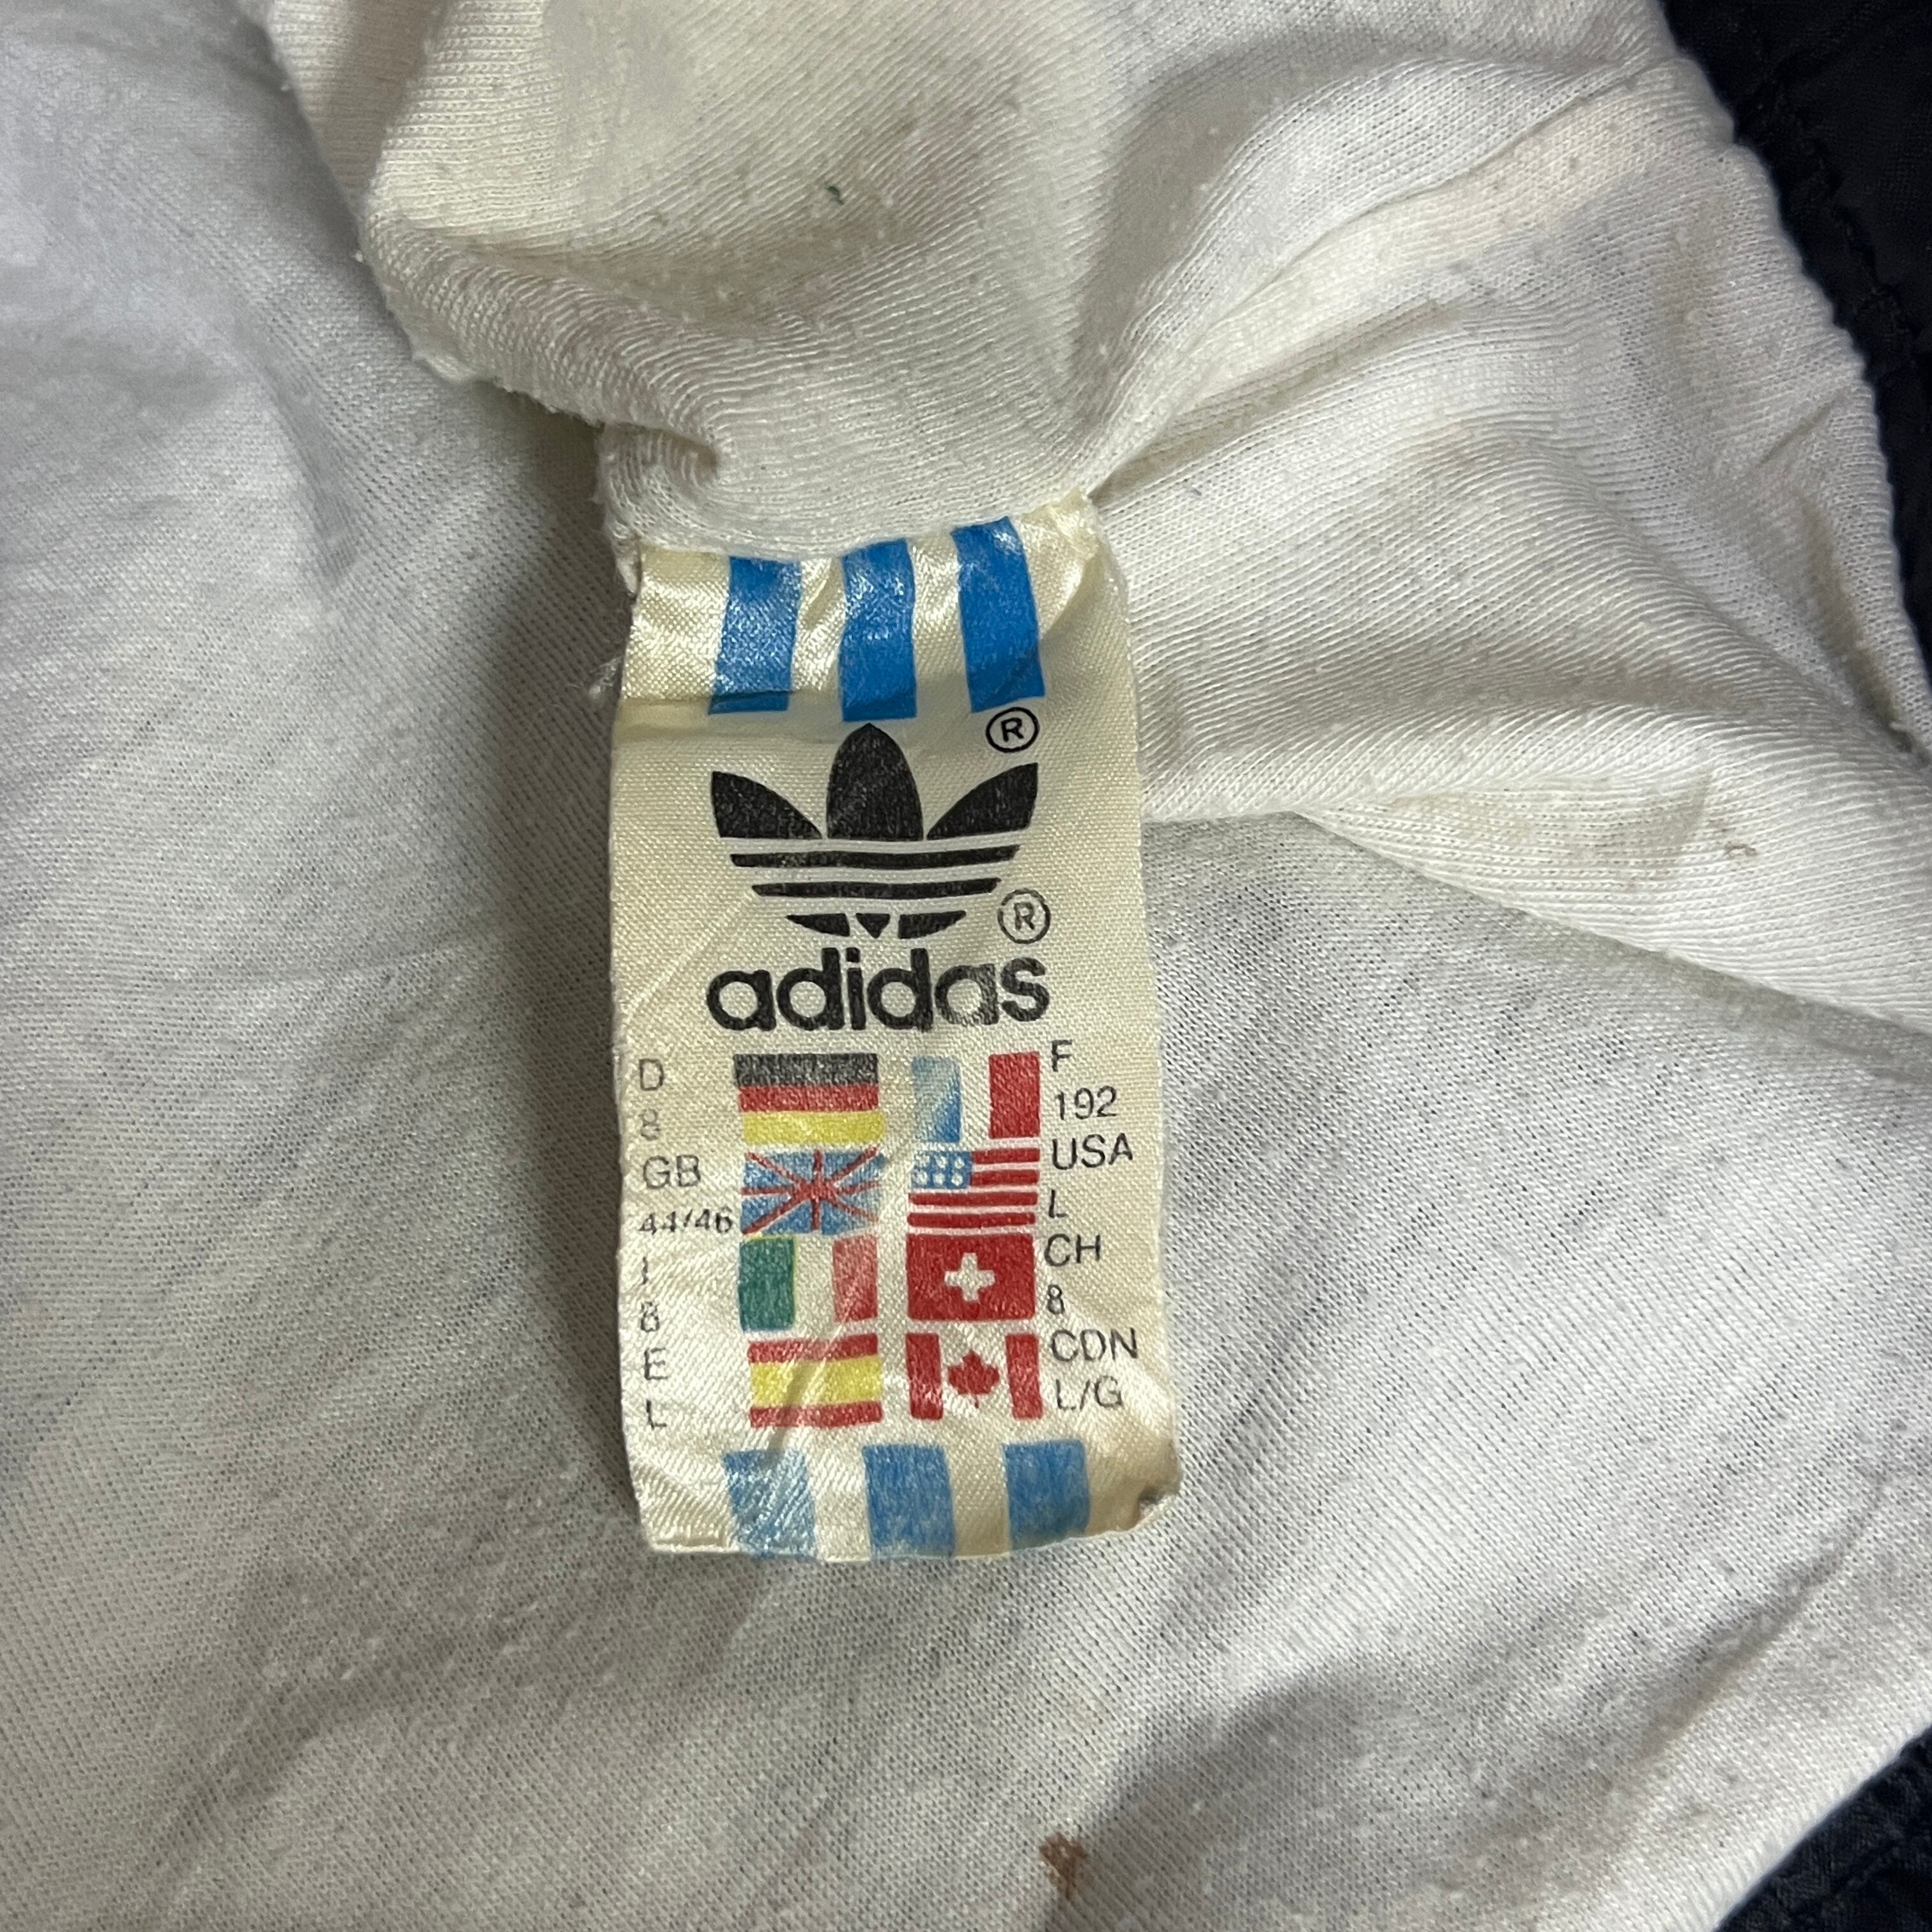 ®
®
adidas
D
8
GB
44/46
I
8
E
L
F
192
USA
L
CH
8
CDN
L/G